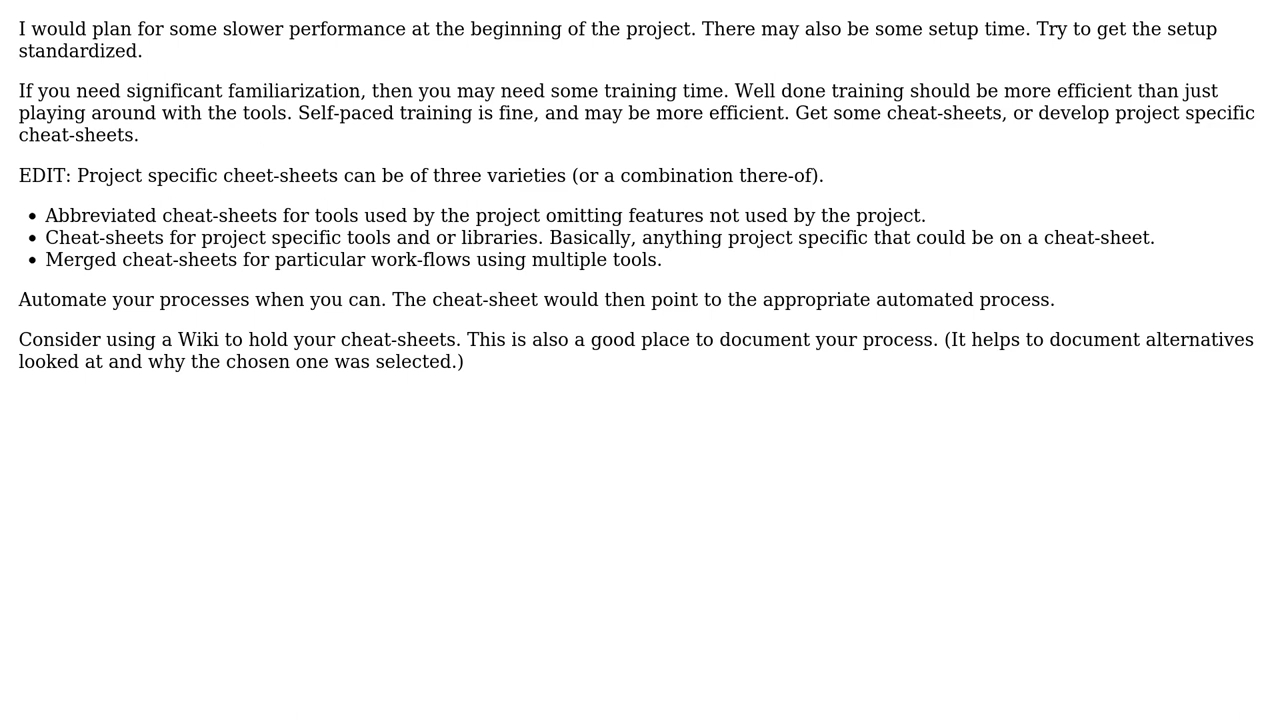 I would plan for some slower performance at the beginning of the project. There may also be some setup time. Try to get the setup
standardized.
If you need significant familiarization, then you may need some training time. Well done training should be more efficient than just
playing around with the tools. Self-paced training is fine, and may be more efficient. Get some cheat-sheets, or develop project specific
cheat-sheets.
EDIT: Project specific cheet-sheets can be of three varieties (or a combination there-of).
• Abbreviated cheat-sheets for tools used by the project omitting features not used by the project.
• Cheat-sheets for project specific tools and or libraries. Basically, anything project specific that could be on a cheat-sheet.
• Merged cheat-sheets for particular work-flows using multiple tools.
Automate your processes when you can. The cheat-sheet would then point to the appropriate automated process.
Consider using a Wiki to hold your cheat-sheets. This is also a good place to document your process. (It helps to document alternatives
looked at and why the chosen one was selected.)